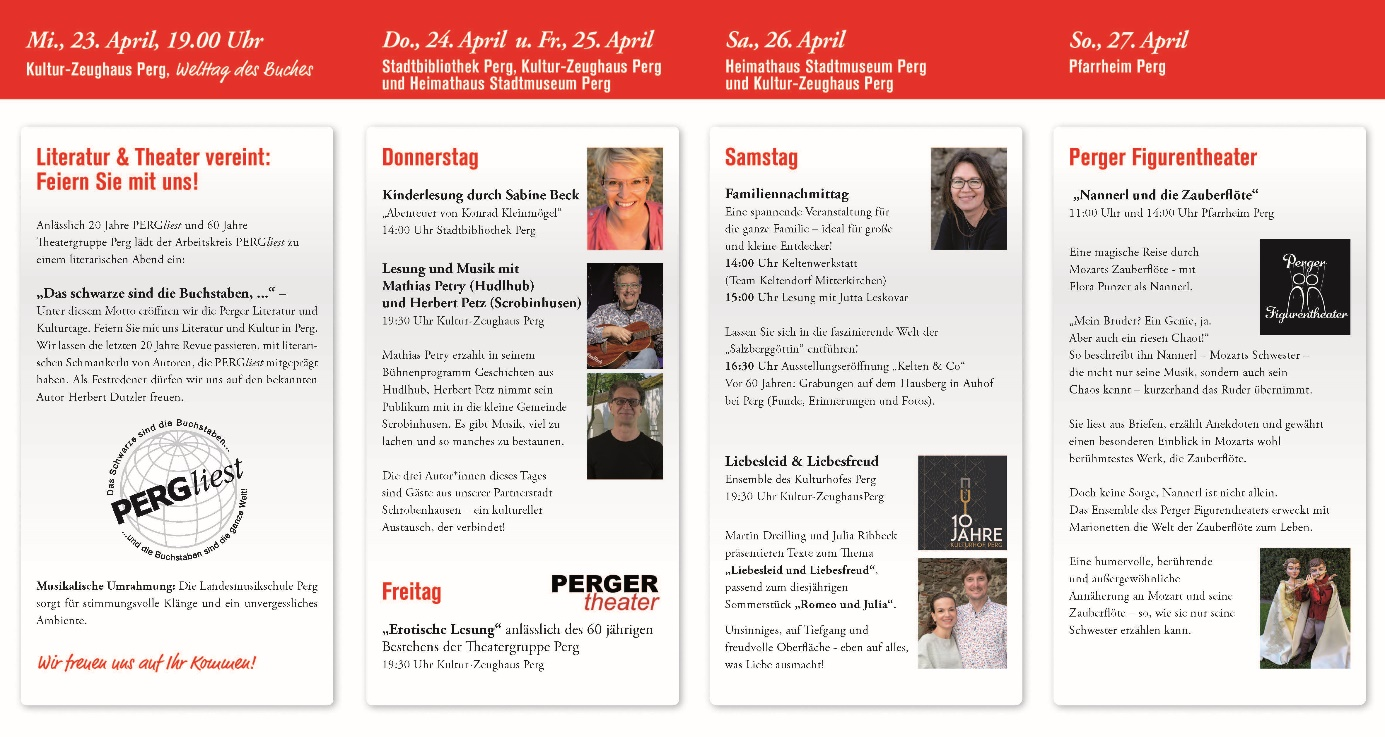 Mi., 23. April, 19.00 Uhr
Kultur-Zeughaus Perg, Welttag des Buches
Literatur & Theater vereint:
Feiern Sie mit uns!
Anlässlich 20 Jahre PERGliest und 60 Jahre
Theatergruppe Perg lädt der Arbeitskreis PERGliest zu
einem literarischen Abend ein:
„Das schwarze sind die Buchstaben, ...“ –
Unter diesem Motto eröffnen wir die Perger Literatur und
Kulturtage. Feiern Sie mit uns Literatur und Kultur in Perg.
Wir lassen die letzten 20 Jahre Revue passieren, mit literari-
schen Schmankerln von Autoren, die PERGliest mitgeprägt
haben. Als Festredener dürfen wir uns auf den bekannten
Autor Herbert Dutzler freuen.
Das Schwarze sind die Buchstaben...
PERGliest
...und die Buchstaben sind die ganze Welt!
Musikalische Umrahmung: Die Landesmusikschule Perg
sorgt für stimmungsvolle Klänge und ein unvergessliches
Ambiente.
Wir freuen uns auf Ihr Kommen!
Do., 24. April u. Fr., 25. April
Stadtbibliothek Perg, Kultur-Zeughaus Perg
und Heimathaus Stadtmuseum Perg
Donnerstag
Kinderlesung durch Sabine Beck
„Abenteuer von Konrad Kleinmögel“
14:00 Uhr Stadtbibliothek Perg
Lesung und Musik mit
Mathias Petry (Hudlhub)
und Herbert Petz (Scrobinhusen)
19:30 Uhr Kultur-Zeughaus Perg
Mathias Petry erzählt in seinem
Bühnenprogramm Geschichten aus
Hudlhub, Herbert Petz nimmt sein
Publikum mit in die kleine Gemeinde
Scrobinhusen. Es gibt Musik, viel zu
lachen und so manches zu bestaunen.
Die drei Autor*innen dieses Tages
sind Gäste aus unserer Partnerstadt
Schrobenhausen – ein kultureller
Austausch, der verbindet!
Freitag
PERGER
theater
„Erotische Lesung“ anlässlich des 60 jährigen
Bestehens der Theatergruppe Perg
19:30 Uhr Kultur-Zeughaus Perg
Sa., 26. April
Heimathaus Stadtmuseum Perg
und Kultur-Zeughaus Perg
Samstag
Familiennachmittag
Eine spannende Veranstaltung für
die ganze Familie – ideal für große
und kleine Entdecker!
14:00 Uhr Keltenwerkstatt
(Team Keltendorf Mitterkirchen)
15:00 Uhr Lesung mit Jutta Leskovar
Lassen Sie sich in die faszinierende Welt der
„Salzberggöttin“ entführen!
16:30 Uhr Ausstellungseröffnung „Kelten & Co“
Vor 60 Jahren: Grabungen auf dem Hausberg in Auhof
bei Perg (Funde, Erinnerungen und Fotos).
Liebesleid & Liebesfreud
Ensemble des Kulturhofes Perg
19:30 Uhr Kultur-ZeughausPerg
10
JAHRE
KULTURHOF PERG
Martin Dreilling und Julia Ribbeck
präsentieren Texte zum Thema
„Liebesleid und Liebesfreud“,
passend zum diesjährigen
Sommerstück „Romeo und Julia“.
Unsinniges, auf Tiefgang und
freudvolle Oberfläche - eben auf alles,
was Liebe ausmacht!
So., 27. April
Pfarrheim Perg
Perger Figurentheater
„Nannerl und die Zauberflöte“
11:00 Uhr und 14:00 Uhr Pfarrheim Perg
Eine magische Reise durch
Mozarts Zauberflöte - mit
Flora Punzer als Nannerl.
Perger
Figurentheater
„Mein Bruder? Ein Genie, ja.
Aber auch ein riesen Chaot!“
So beschreibt ihn Nannerl – Mozarts Schwester –
die nicht nur seine Musik, sondern auch sein
Chaos kennt – kurzerhand das Ruder übernimmt.
Sie liest aus Briefen, erzählt Anekdoten und gewährt
einen besonderen Einblick in Mozarts wohl
berühmtestes Werk, die Zauberflöte.
Doch keine Sorge, Nannerl ist nicht allein.
Das Ensemble des Perger Figurentheaters erweckt mit
Marionetten die Welt der Zauberflöte zum Leben.
Eine humorvolle, berührende
und außergewöhnliche
Annäherung an Mozart und seine
Zauberflöte – so, wie sie nur seine
Schwester erzählen kann.